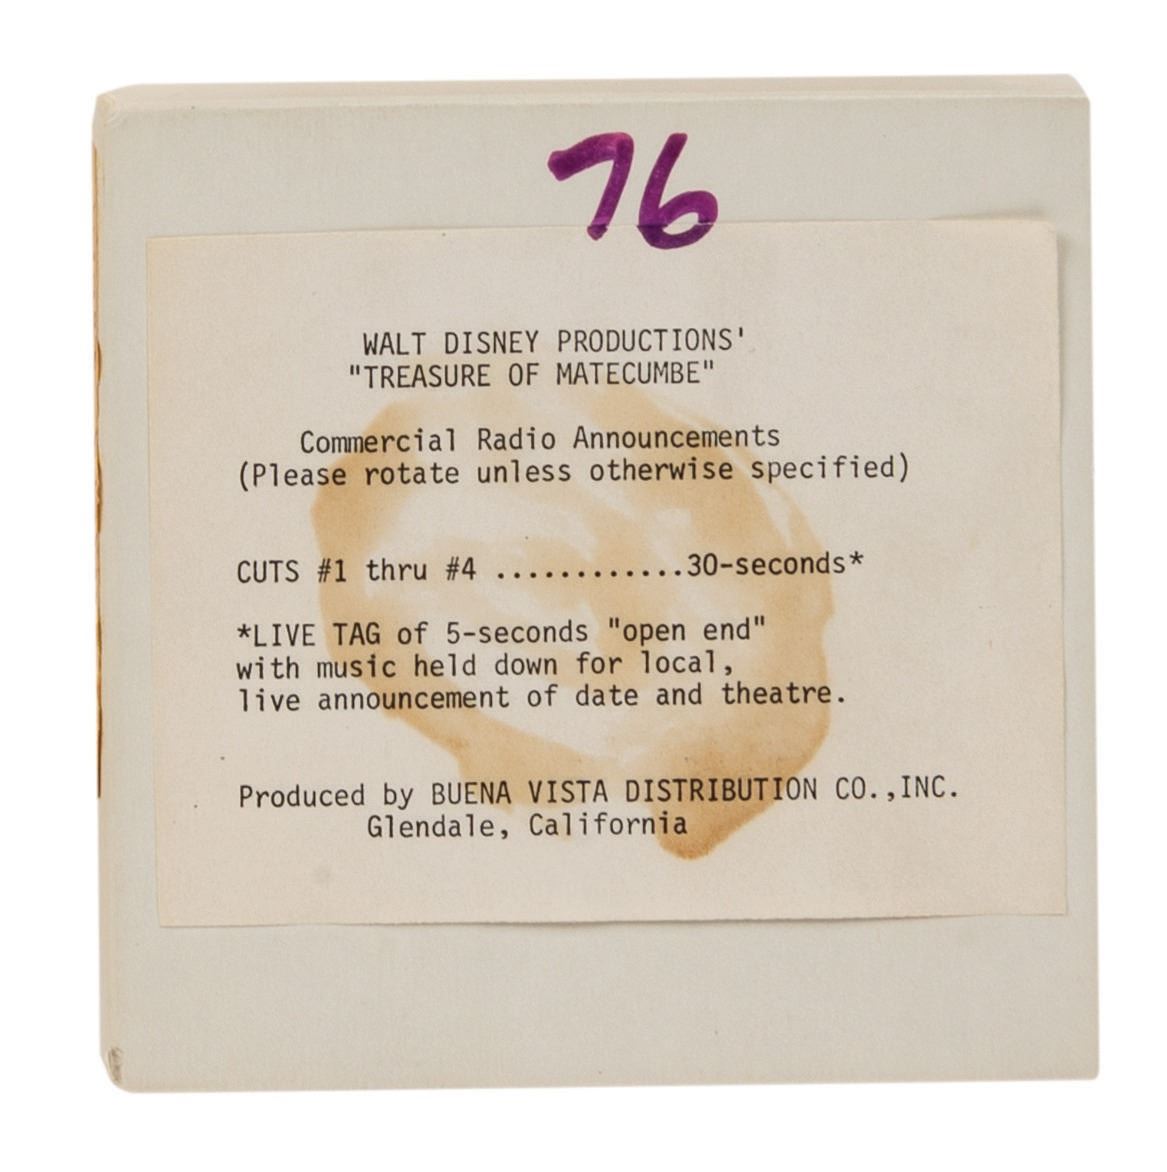 76
WALT DISNEY PRODUCTIONS'
"TREASURE OF MATECUMBE"
Commercial Radio Announcements
(Please rotate unless otherwise specified)
CUTS #1 thru #4 ............30-seconds*
*LIVE TAG of 5-seconds "open end"
with music held down for local,
live announcement of date and theatre.
Produced by BUENA VISTA DISTRIBUTION CO.,INC.
Glendale, California